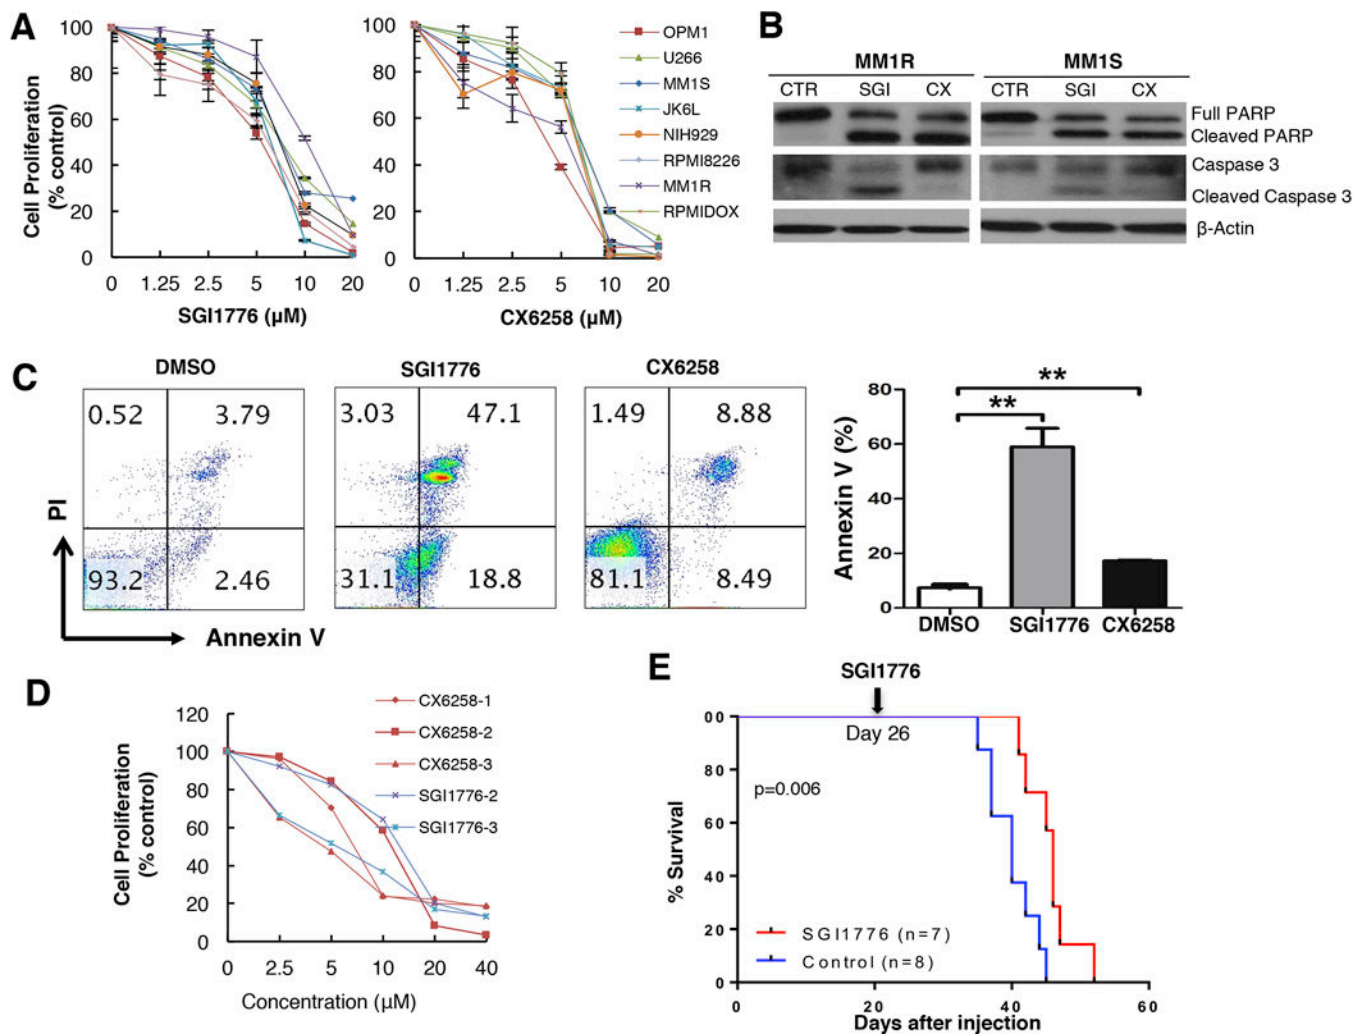 A
Cell Proliferation
(% control)
100
80
60
40
20
0
0 1.25 2.5 5 10 20
SGI1776 (µM)
100
80
60
40
20
0
0 1.25 2.5 5 10 20
CX6258 (µM)
OPM1
U266
MM1S
JK6L
NIH929
RPMI8226
MM1R
RPMIDOX
B
MM1R MM1S
CTR SGI CX CTR SGI CX
Full PARP
Cleaved PARP
Caspase 3
Cleaved Caspase 3
β-Actin
C
DMSO SGI1776 CX6258
0.52 3.79 3.03 47.1 1.49 8.88
93.2 2.46 31.1 18.8 81.1 8.49
PI
Annexin V
Annexin V (%)
80
60
40
20
0
**
**
DMSO SGI1776 CX6258
D
Cell Proliferation
(% control)
120
100
80
60
40
20
0
0 2.5 5 10 20 40
Concentration (µM)
CX6258-1
CX6258-2
CX6258-3
SGI1776-2
SGI1776-3
E
SGI1776
Day 26
p=0.006
% Survival
00
80
60
40
20
0
SGI1776 (n=7)
Control (n=8)
0 20 40 60
Days after injection